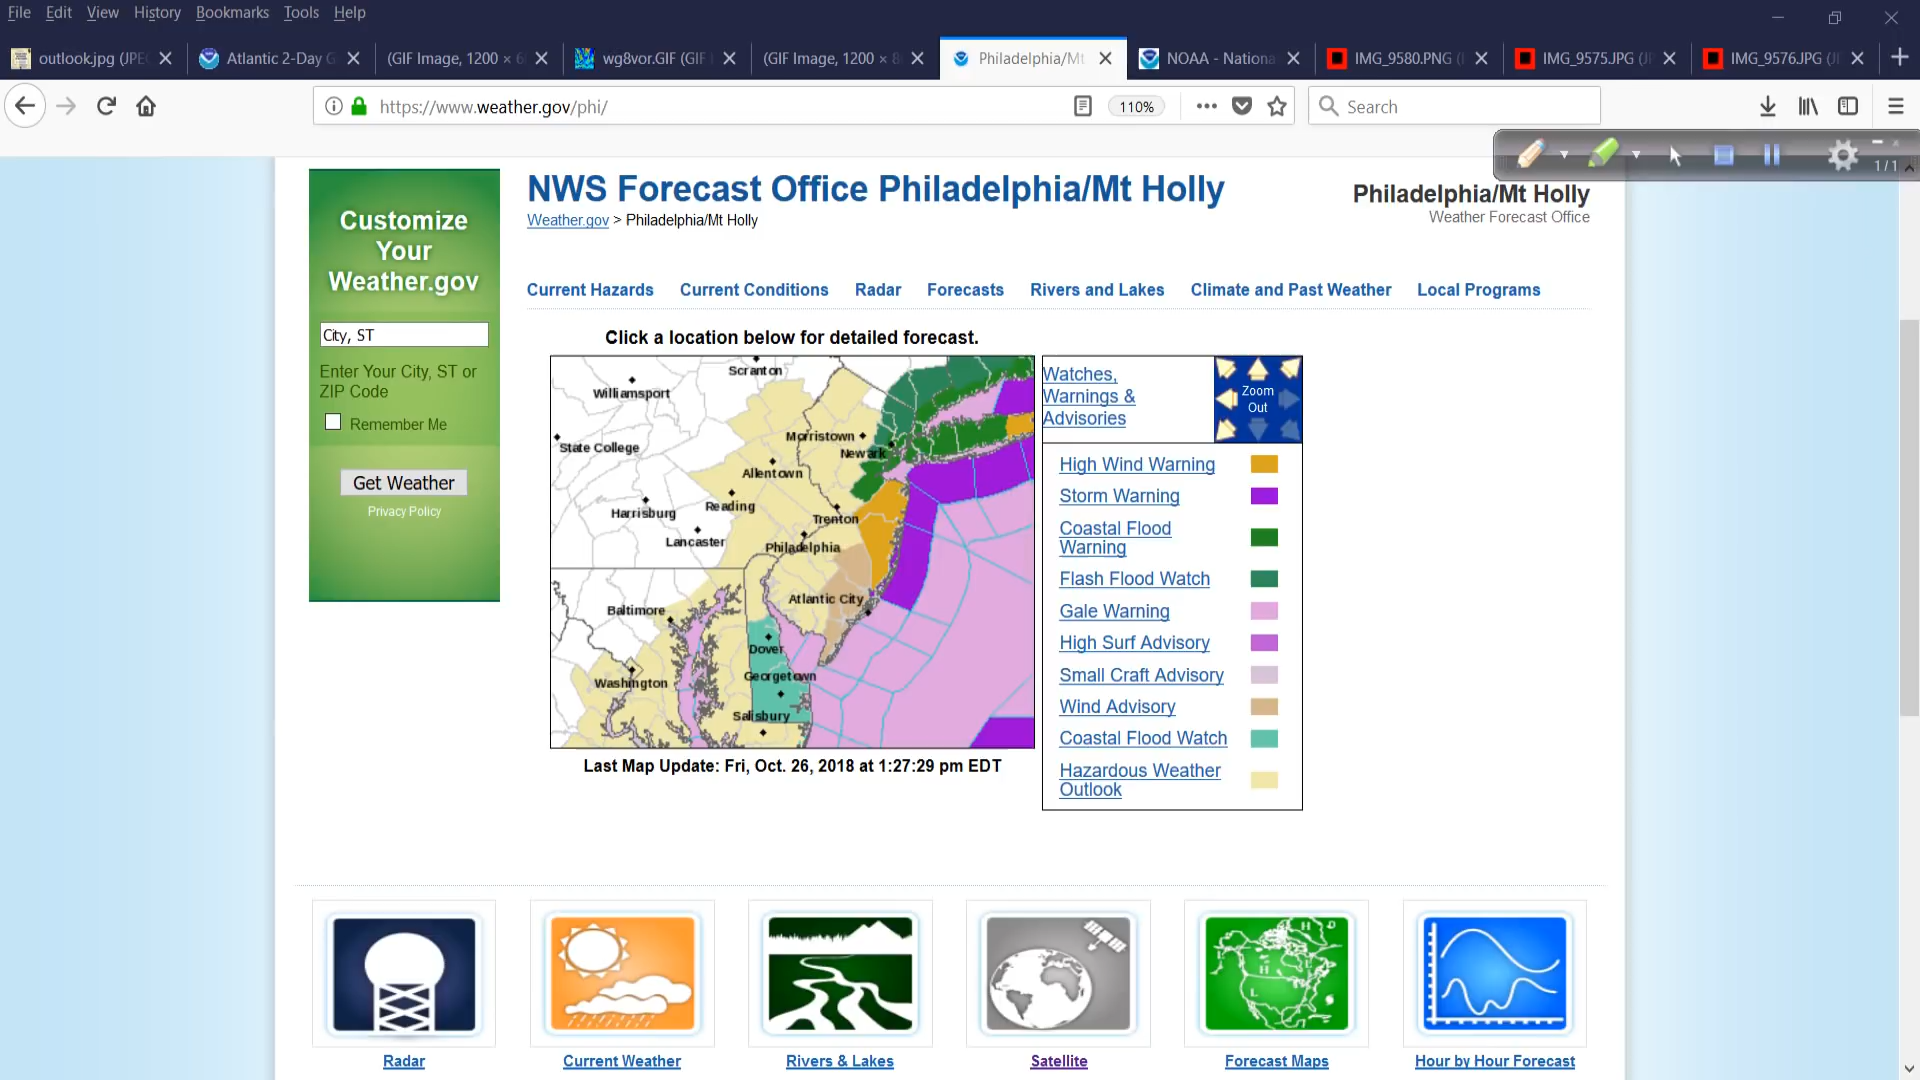 File Edit View History Bookmarks Tools Help
outlook.jpg (JPE
Atlantic 2-Day G
(GIF Image, 1200 × 6
wg8vor.GIF (GIF
(GIF Image, 1200 × 8
Philadelphia/Mt
NOAA - Nationa
IMG_9580.PNG (
IMG_9575.JPG (JI
IMG_9576.JPG (JI
https://www.weather.gov/phi/
110%
Search
1/1
Customize
Your
Weather.gov
City, ST
Enter Your City, ST or
ZIP Code
Remember Me
Get Weather
Privacy Policy
NWS Forecast Office Philadelphia/Mt Holly
Weather.gov > Philadelphia/Mt Holly
Philadelphia/Mt Holly
Weather Forecast Office
Current Hazards Current Conditions Radar Forecasts Rivers and Lakes Climate and Past Weather Local Programs
Click a location below for detailed forecast.
Scranton
Williamsport
Morristown
State College
Newark
Allentown
Reading
Harrisburg
Trenton
Lancaster
Philadelphia
Atlantic City
Baltimore
Dover
Georgetown
Washington
Salisbury
Last Map Update: Fri, Oct. 26, 2018 at 1:27:29 pm EDT
Watches,
Warnings &
Advisories
Zoom
Out
High Wind Warning
Storm Warning
Coastal Flood
Warning
Flash Flood Watch
Gale Warning
High Surf Advisory
Small Craft Advisory
Wind Advisory
Coastal Flood Watch
Hazardous Weather
Outlook
H D
H
L
Radar
Current Weather
Rivers & Lakes
Satellite
Forecast Maps
Hour by Hour Forecast